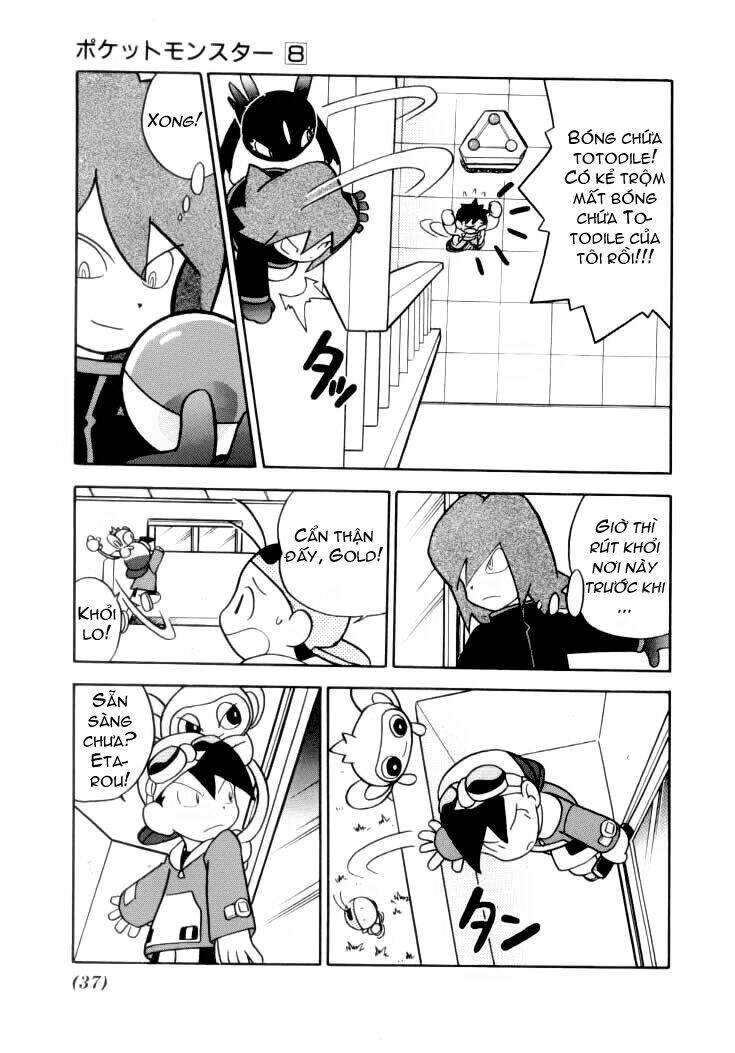 ポケットモンスター 8
BÓNG CHỨA
TOTODILE!
CÓ KẺ TRỘM
MẤT BÓNG
CHỨA TO-
TODILE CỦA
TÔI RỒI!!!
タッ
XONG!
GIỜ THÌ
RÚT KHỎI
NƠI NÀY
TRƯỚC KHI
...
CẨN THẬN
ĐẤY, GOLD!
KHỎI
LO!
タン
SẴN
SÀNG
CHƯA?
ETA-
ROU!
(37)